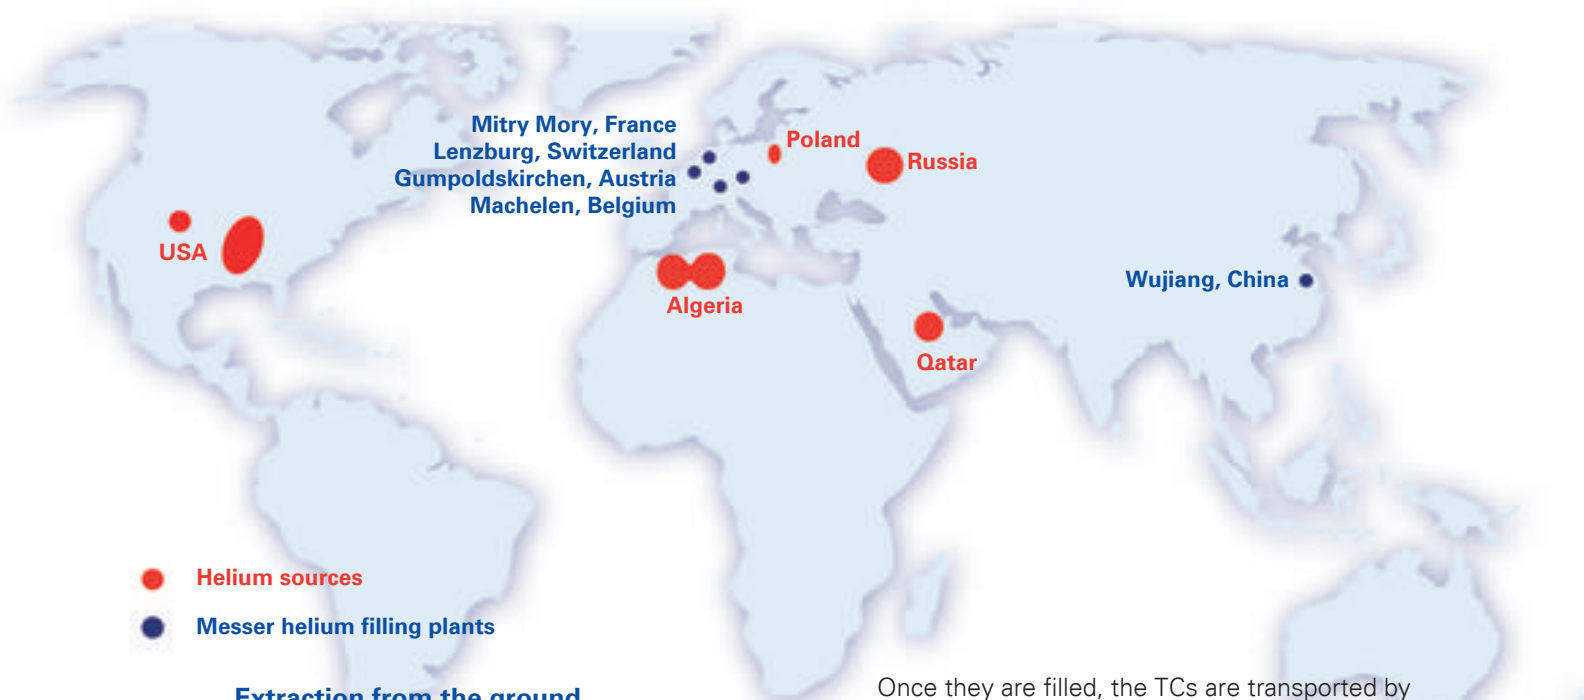 Mitry Mory, France
Lenzburg, Switzerland
Gumpoldskirchen, Austria
Machelen, Belgium
Poland
Russia
USA
Algeria
Wujiang, China
Qatar
Helium sources
Messer helium filling plants
Extraction from the ground
Once they are filled, the TCs are transported by